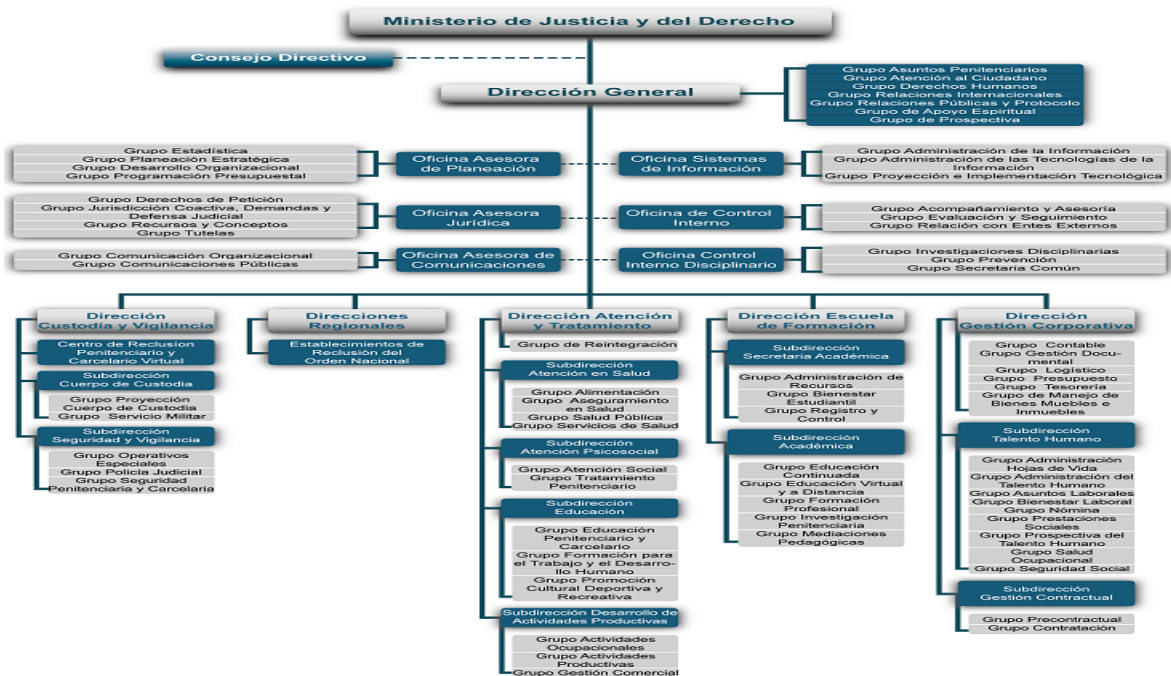 Ministerio de Justicia y del Derecho
Consejo Directivo
Dirección General
Grupo Asuntos Penitenciarios
Grupo Atención al Ciudadano
Grupo Derechos Humanos
Grupo Relaciones Internacionales
Grupo Relaciones Públicas y Protocolo
Grupo de Apoyo Espiritual
Grupo de Prospectiva
Grupo Estadística
Grupo Planeación Estratégica
Grupo Desarrollo Organizacional
Grupo Programación Presupuestal
Oficina Asesora
de Planeación
Oficina Sistemas
de Información
Grupo Administración de la Información
Grupo Administración de las Tecnologías de la
Información
Grupo Proyección e Implementación Tecnológica
Grupo Derechos de Petición
Grupo Jurisdicción Coactiva, Demandas y
Defensa Judicial
Grupo Recursos y Conceptos
Grupo Tutelas
Oficina Asesora
Jurídica
Oficina de Control
Interno
Grupo Acompañamiento y Asesoría
Grupo Evaluación y Seguimiento
Grupo Relación con Entes Externos
Grupo Comunicación Organizacional
Grupo Comunicaciones Públicas
Oficina Asesora de
Comunicaciones
Oficina Control
Interno Disciplinario
Grupo Investigaciones Disciplinarias
Grupo Prevención
Grupo Secretaria Común
Dirección
Custodia y Vigilancia
Centro de Reclusion
Penitenciario y
Carcelario Virtual
Subdirección
Cuerpo de Custodia
Grupo Proyección
Cuerpo de Custodia
Grupo Servicio Militar
Subdirección
Seguridad y Vigilancia
Grupo Operativos
Especiales
Grupo Policía Judicial
Grupo Seguridad
Penitenciaria y Carcelaria
Direcciones
Regionales
Establecimientos de
Reclusión del
Orden Nacional
Dirección Atención
y Tratamiento
Grupo de Reintegración
Subdirección
Atención en Salud
Grupo Alimentación
Grupo Aseguramiento
en Salud
Grupo Salud Pública
Grupo Servicios de Salud
Subdirección
Atención Psicosocial
Grupo Atención Social
Grupo Tratamiento
Penitenciario
Subdirección
Educación
Grupo Educación
Penitenciario y
Carcelario
Grupo Formación para
el Trabajo y el Desarro-
llo Humano
Grupo Promoción
Cultural Deportiva y
Recreativa
Subdirección Desarrollo de
Actividades Productivas
Grupo Actividades
Ocupacionales
Grupo Actividades
Productivas
Grupo Gestión Comercial
Dirección Escuela
de Formación
Subdirección
Secretaria Académica
Grupo Administración de
Recursos
Grupo Bienestar
Estudiantil
Grupo Registro y
Control
Subdirección
Académica
Grupo Educación
Continuada
Grupo Educación Virtual
y a Distancia
Grupo Formación
Profesional
Grupo Investigación
Penitenciaria
Grupo Mediaciones
Pedagógicas
Dirección
Gestión Corporativa
Grupo Contable
Grupo Gestión Docu-
mental
Grupo Logístico
Grupo Presupuesto
Grupo Tesorería
Grupo de Manejo de
Bienes Muebles e
Inmuebles
Subdirección
Talento Humano
Grupo Administración
Hojas de Vida
Grupo Administración del
Talento Humano
Grupo Asuntos Laborales
Grupo Bienestar Laboral
Grupo Nómina
Grupo Prestaciones
Sociales
Grupo Prospectiva del
Talento Humano
Grupo Salud
Ocupacional
Grupo Seguridad Social
Subdirección
Gestión Contractual
Grupo Precontractual
Grupo Contratación